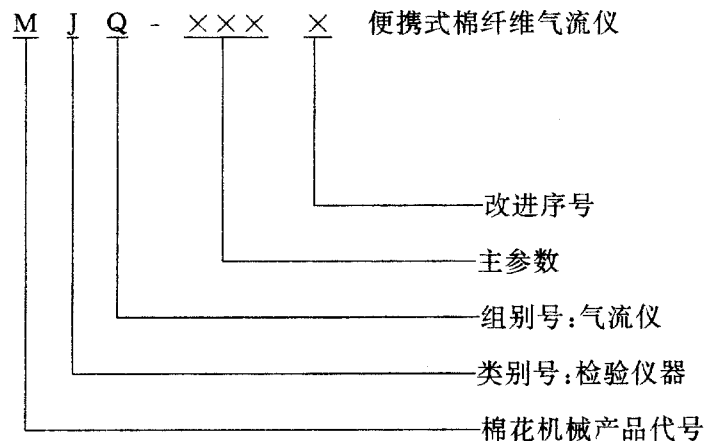 M J Q - ××× × 便携式棉纤维气流仪
改进序号
主参数
组别号:气流仪
类别号:检验仪器
棉花机械产品代号